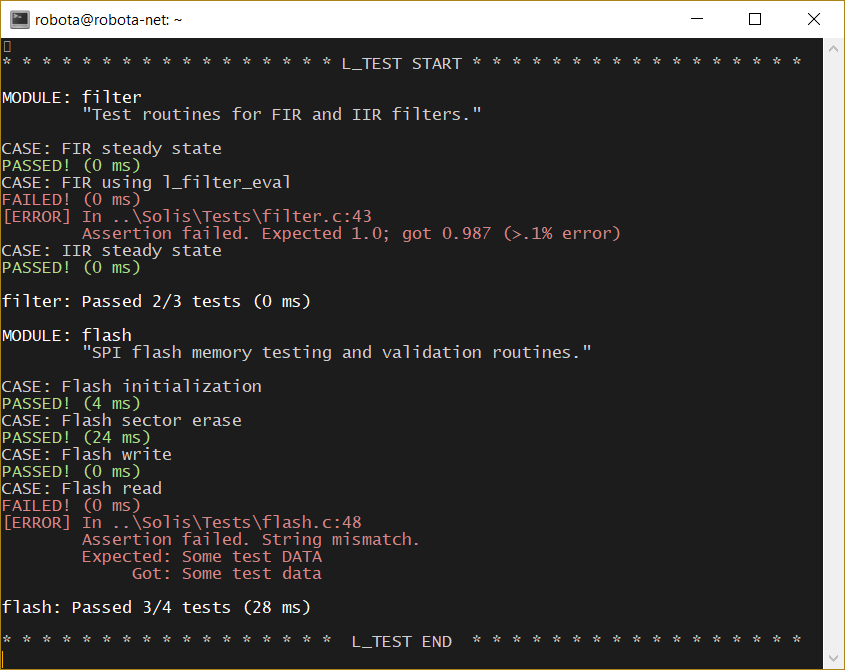 robota@robota-net: ~
* * * * * * * * * * * * * * * * * L_TEST START * * * * * * * * * * * * * * * * *
MODULE: filter
"Test routines for FIR and IIR filters."
CASE: FIR steady state
PASSED! (0 ms)
CASE: FIR using l_filter_eval
FAILED! (0 ms)
[ERROR] In ..\Solis\Tests\filter.c:43
Assertion failed. Expected 1.0; got 0.987 (>.1% error)
CASE: IIR steady state
PASSED! (0 ms)
filter: Passed 2/3 tests (0 ms)
MODULE: flash
"SPI flash memory testing and validation routines."
CASE: Flash initialization
PASSED! (4 ms)
CASE: Flash sector erase
PASSED! (24 ms)
CASE: Flash write
PASSED! (0 ms)
CASE: Flash read
FAILED! (0 ms)
[ERROR] In ..\Solis\Tests\flash.c:48
Assertion failed. String mismatch.
Expected: Some test DATA
Got: Some test data
flash: Passed 3/4 tests (28 ms)
* * * * * * * * * * * * * * * * *  L_TEST END  * * * * * * * * * * * * * * * * *